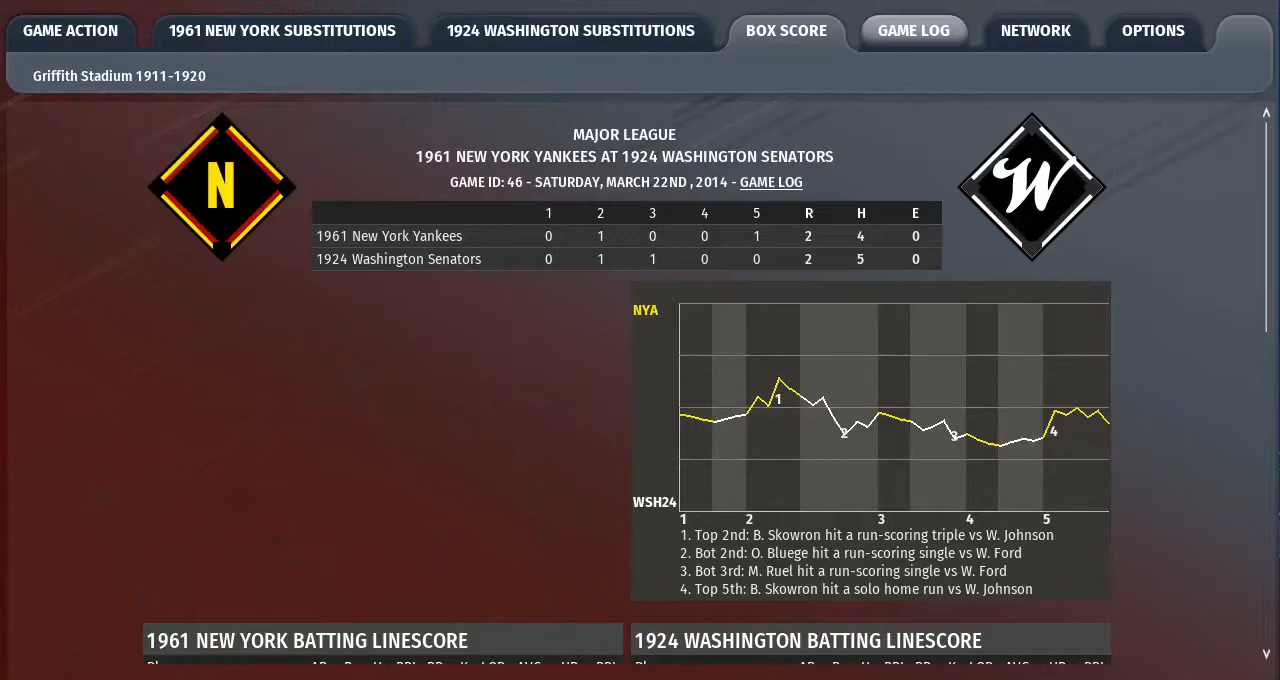 GAME ACTION 1961 NEW YORK SUBSTITUTIONS 1924 WASHINGTON SUBSTITUTIONS BOX SCORE GAME LOG NETWORK OPTIONS
Griffith Stadium 1911-1920
N
W
MAJOR LEAGUE
1961 NEW YORK YANKEES AT 1924 WASHINGTON SENATORS
GAME ID: 46 - SATURDAY, MARCH 22ND , 2014 - GAME LOG
1 2 3 4 5 R H E
1961 New York Yankees 0 1 0 0 1 2 4 0
1924 Washington Senators 0 1 1 0 0 2 5 0
NYA
1
2
3
4
WSH24
1 2 3 4 5
1. Top 2nd: B. Skowron hit a run-scoring triple vs W. Johnson
2. Bot 2nd: O. Bluege hit a run-scoring single vs W. Ford
3. Bot 3rd: M. Ruel hit a run-scoring single vs W. Ford
4. Top 5th: B. Skowron hit a solo home run vs W. Johnson
1961 NEW YORK BATTING LINESCORE
1924 WASHINGTON BATTING LINESCORE